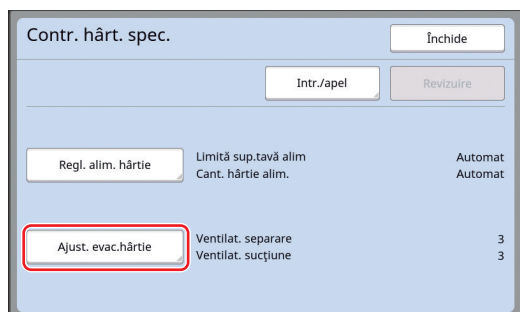 Contr. hârt. spec.
Închide
Intr./apel
Revizuire
Regl. alim. hârtie
Limită sup.tavă alim Automat
Cant. hârtie alim. Automat
Ajust. evac.hârtie
Ventilat. separare 3
Ventilat. sucțiune 3